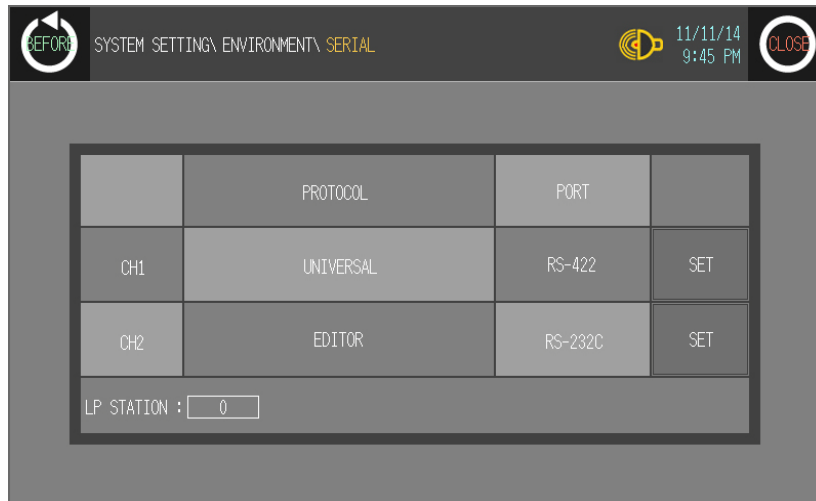 BEFORE SYSTEM SETTING\ ENVIRONMENT\ SERIAL 11/11/14 CLOSE
9:45 PM
PROTOCOL PORT
CH1 UNIVERSAL RS-422 SET
CH2 EDITOR RS-232C SET
LP STATION : 0